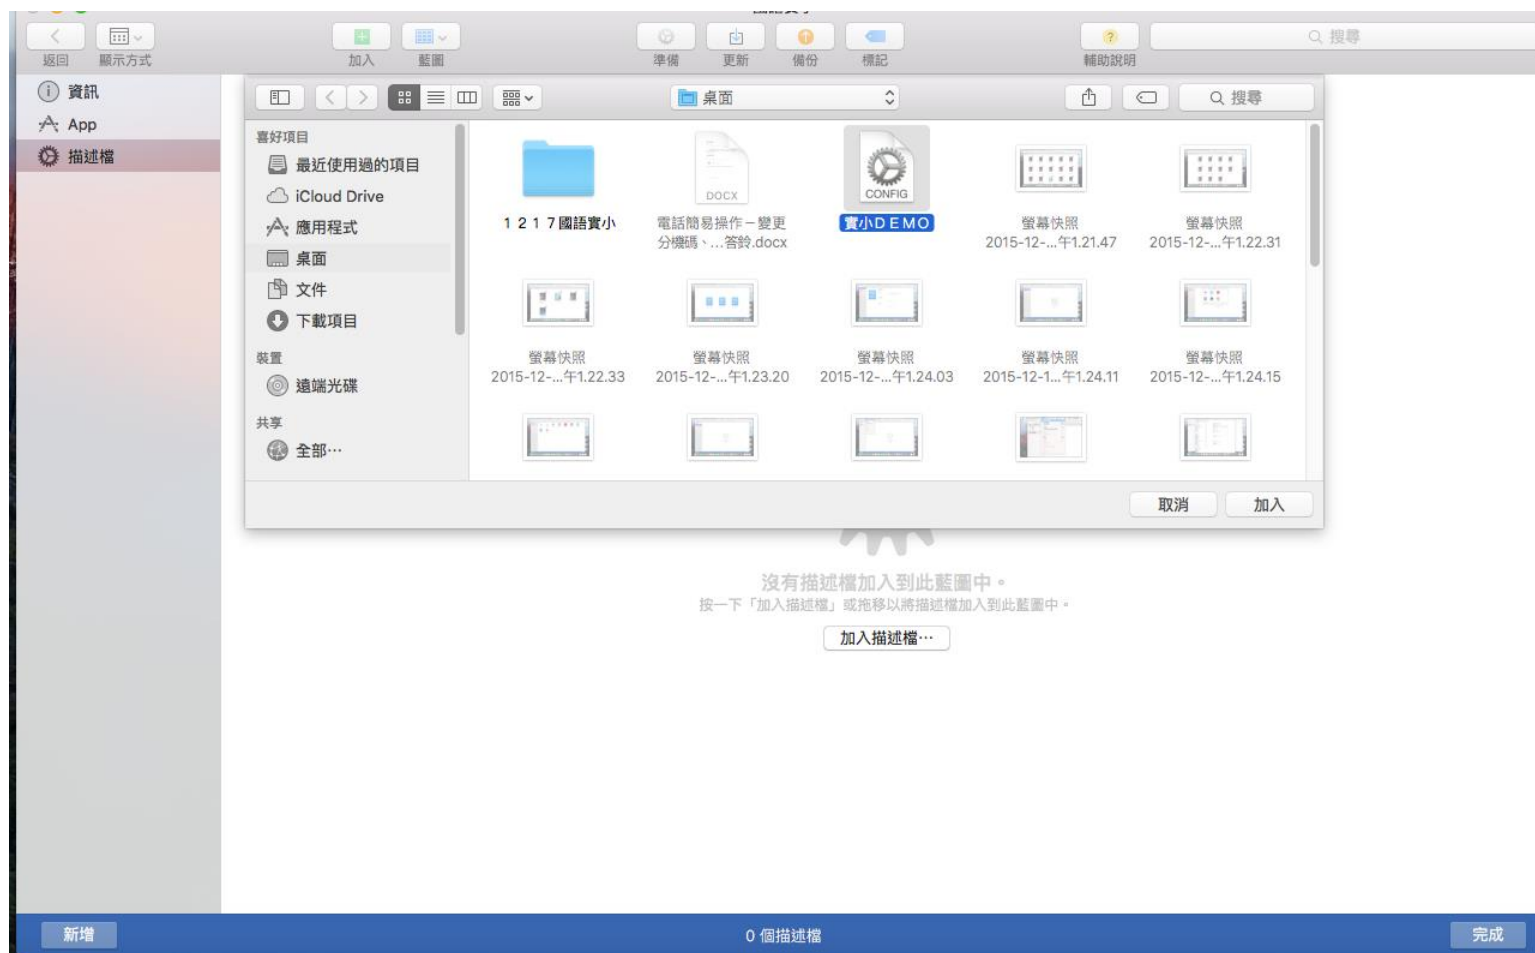 返回
顯示方式
加入
藍圖
準備
更新
備份
標記
輔助說明
搜尋
資訊
App
描述檔
桌面
搜尋
喜好項目
最近使用過的項目
iCloud Drive
應用程式
桌面
文件
下載項目
裝置
遠端光碟
共享
全部…
DOCX
CONFIG
１２１７國語實小
電話簡易操作－變更
分機碼、…答鈴.docx
實小ＤＥＭＯ
螢幕快照
2015-12-...午1.21.47
螢幕快照
2015-12-...午1.22.31
螢幕快照
2015-12-...午1.22.33
螢幕快照
2015-12-...午1.23.20
螢幕快照
2015-12-...午1.24.03
螢幕快照
2015-12-1...午1.24.11
螢幕快照
2015-12-...午1.24.15
取消
加入
沒有描述檔加入到此藍圖中。
按一下「加入描述檔」或拖移以將描述檔加入到此藍圖中。
加入描述檔…
新增
0 個描述檔
完成